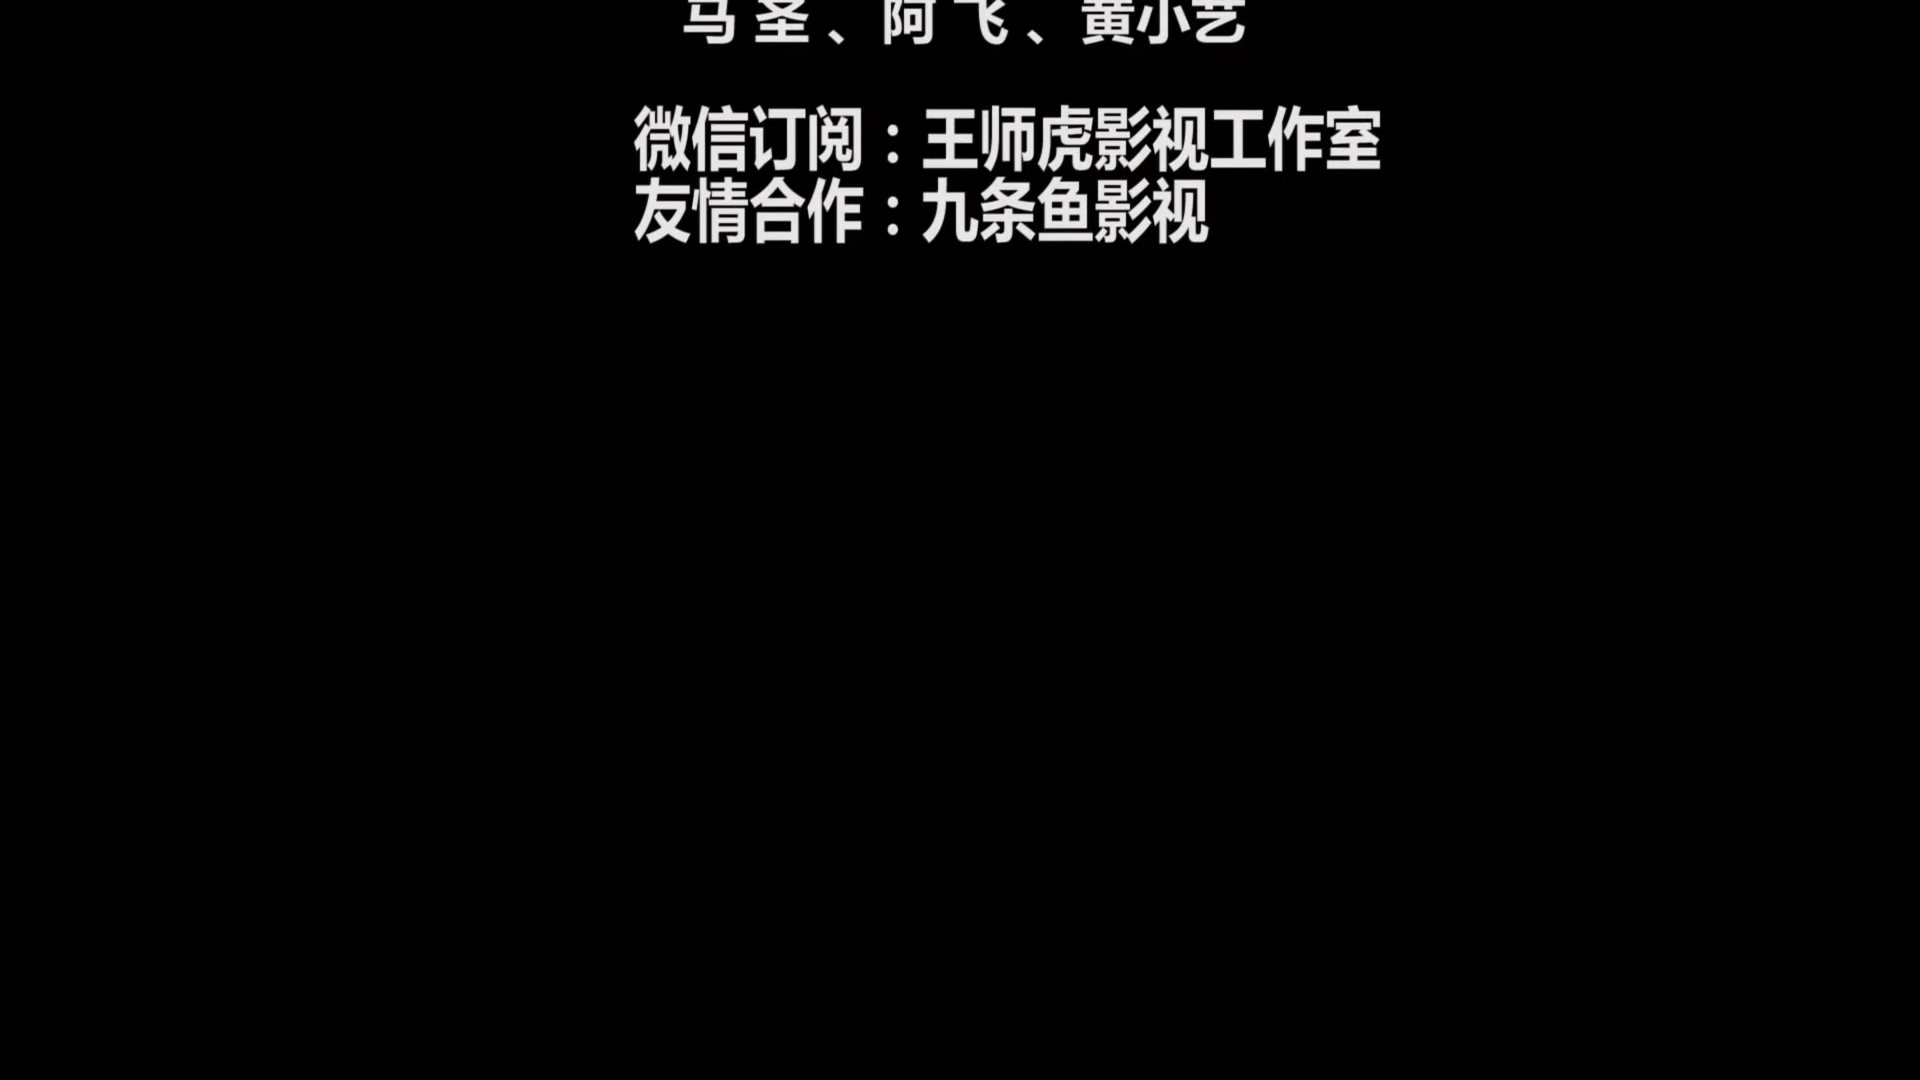 马 圣 、 阿 飞 、 黄小艺
微信订阅：王师虎影视工作室
友情合作：九条鱼影视